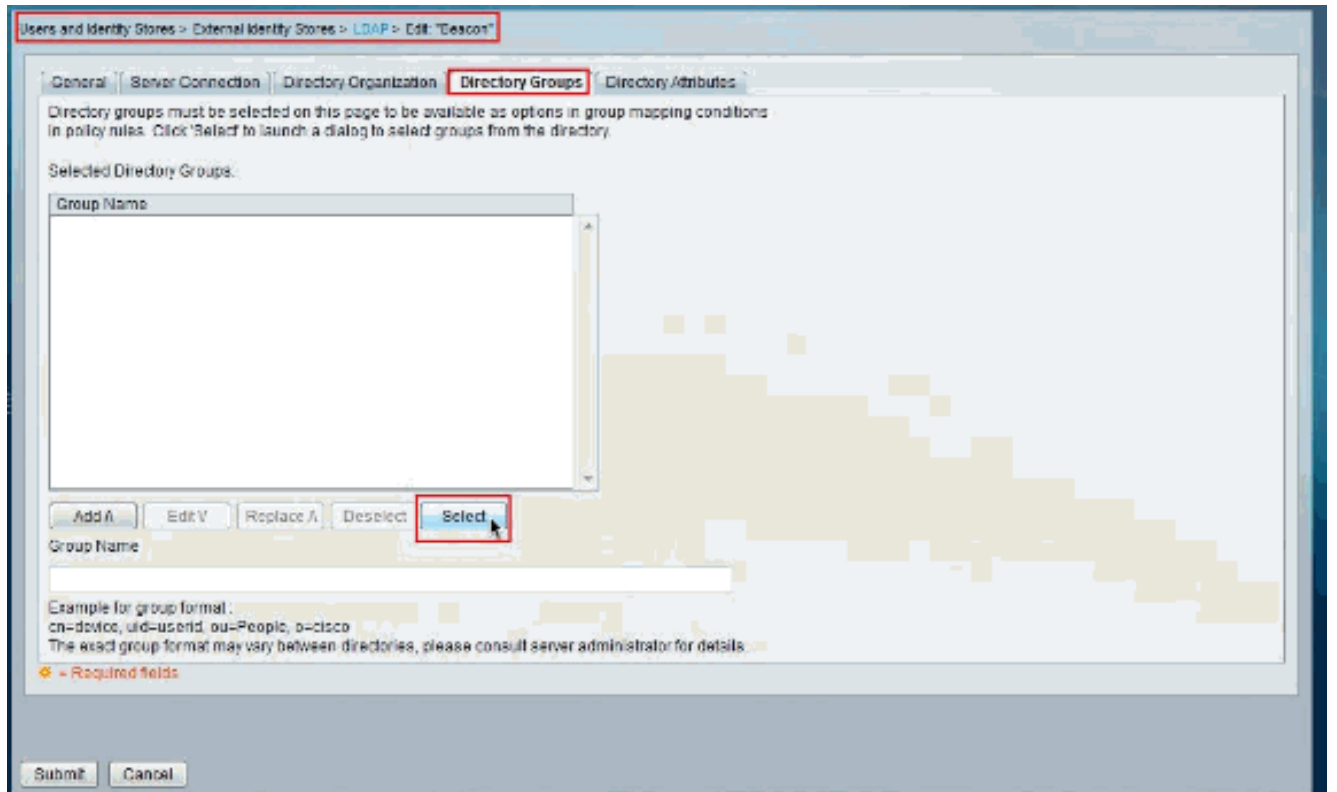 Users and Identity Stores > External Identity Stores > LDAP > Edit: "Beacon"
General Server Connection Directory Organization Directory Groups Directory Attributes
Directory groups must be selected on this page to be available as options in group mapping conditions
in policy rules. Click 'Select' to launch a dialog to select groups from the directory.
Selected Directory Groups:
Group Name
Add Λ Edit V Replace Λ Deselect Select
Group Name
Example for group format :
cn=device, uid=userid, ou=People, o=cisco
The exact group format may vary between directories, please consult server administrator for details
= Required fields
Submit Cancel